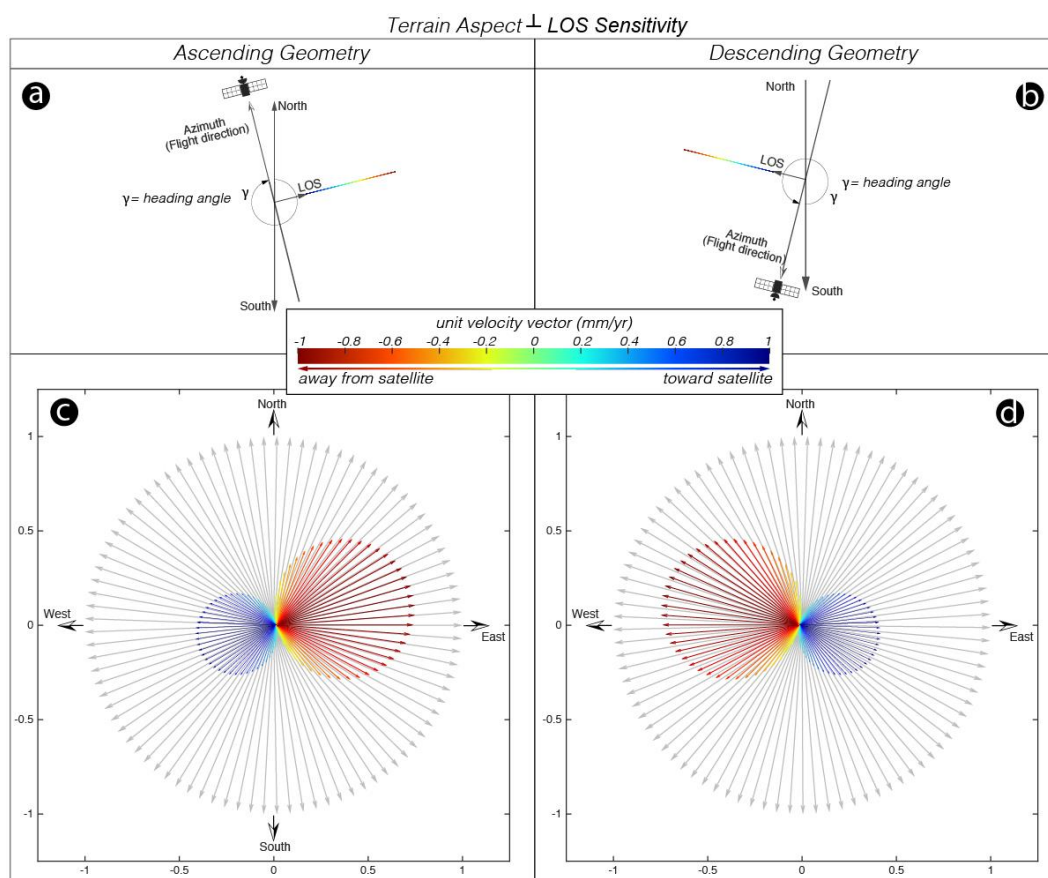 Terrain Aspect ⊥ LOS Sensitivity
Ascending Geometry
Descending Geometry
a
North
Azimuth
(Flight direction)
LOS
γ
γ = heading angle
South
b
North
LOS
γ = heading angle
γ
Azimuth
(Flight direction)
South
unit velocity vector (mm/yr)
-1 -0.8 -0.6 -0.4 -0.2 0 0.2 0.4 0.6 0.8 1
away from satellite toward satellite
c
North
1
0.5
West
0
East
-0.5
-1
South
-1 -0.5 0 0.5 1
d
North
1
0.5
West
0
East
-0.5
-1
-1 -0.5 0 0.5 1